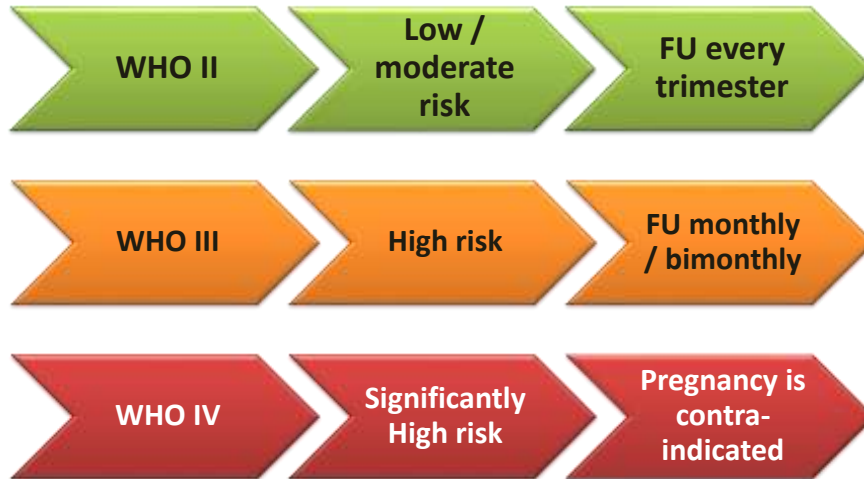 WHO II
Low /
moderate
risk
FU every
trimester
WHO III
High risk
FU monthly
/ bimonthly
WHO IV
Significantly
High risk
Pregnancy is
contra-
indicated